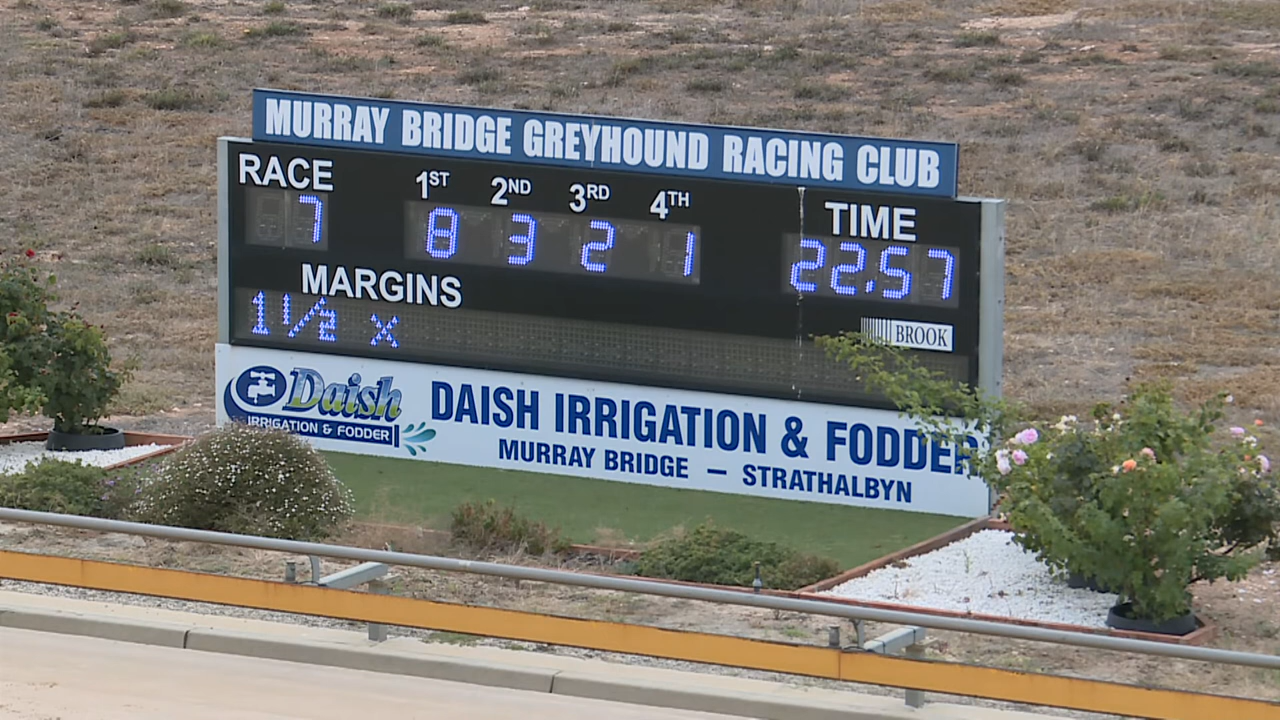 MURRAY BRIDGE GREYHOUND RACING CLUB
RACE 1ST 2ND 3RD 4TH TIME
7 8 3 2 1 22.57
MARGINS
1 1/2 X
BROOK
Daish
IRRIGATION & FODDER
DAISH IRRIGATION & FODDER
MURRAY BRIDGE – STRATHALBYN